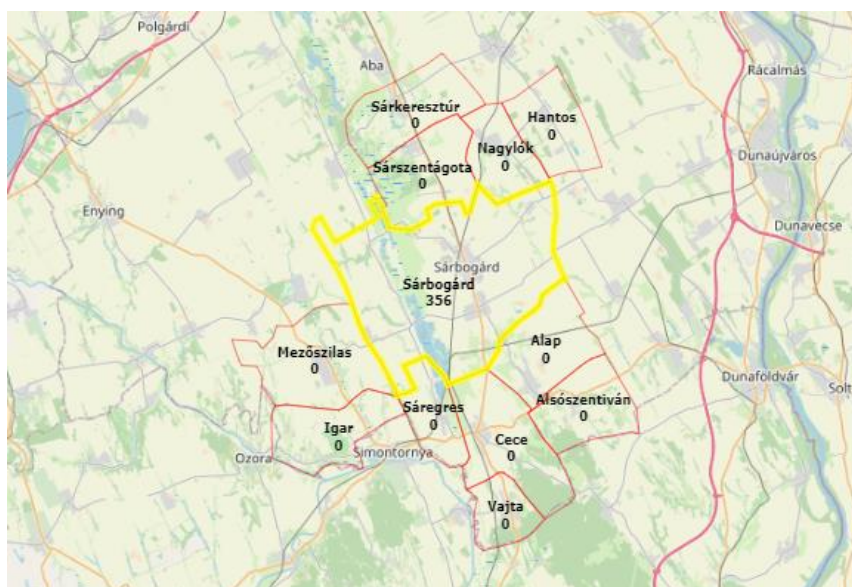 Polgárdi
Aba
Rácalmás
Sárkeresztúr
0
Hantos
0
Nagylók
0
Dunaújváros
Sárszentágota
0
Enying
Dunavecse
Sárbogárd
Sárbogárd
356
Alap
0
Mezőszilas
0
Dunaföldvár
Solt
Alsószentiván
0
Sáregres
0
Igar
0
Cece
0
Ozora
Simontornya
Vajta
0